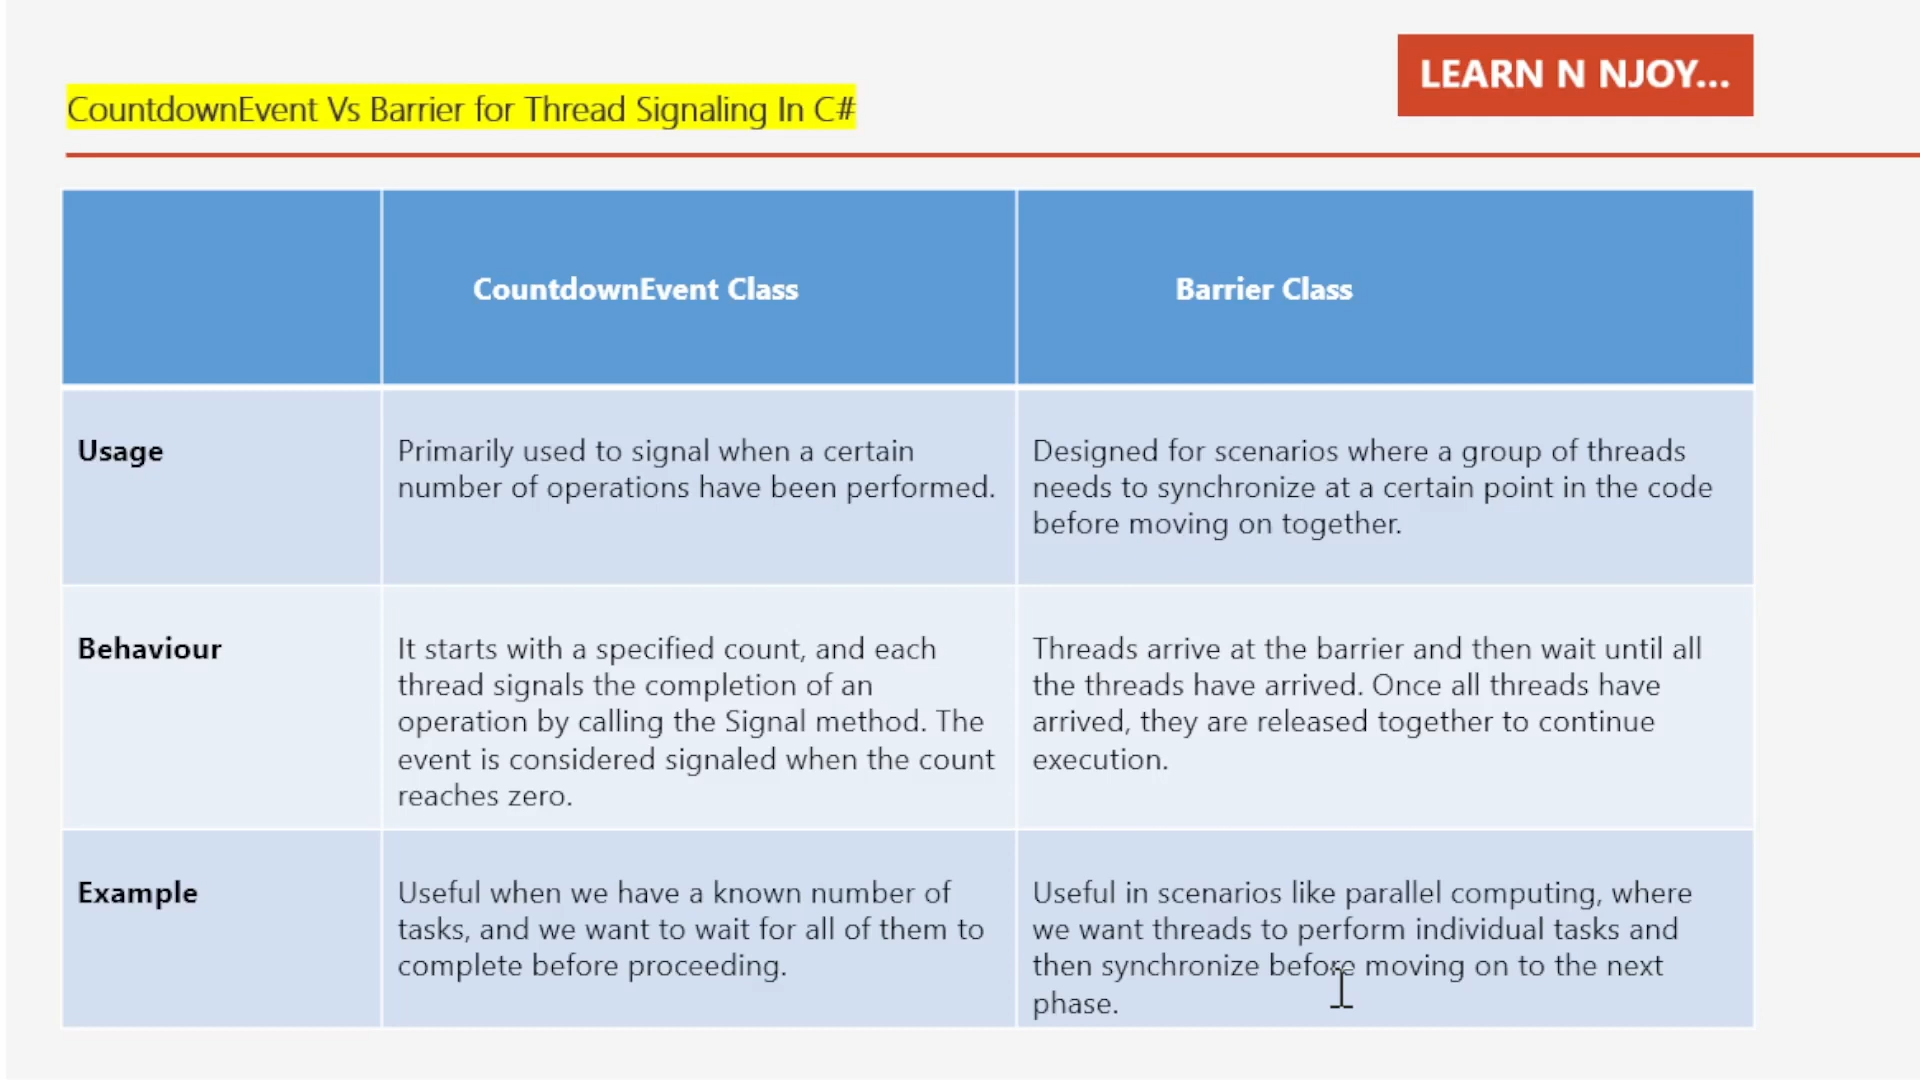 LEARN N NJOY...
CountdownEvent Vs Barrier for Thread Signaling In C#
CountdownEvent Class
Barrier Class
Usage
Primarily used to signal when a certain
number of operations have been performed.
Designed for scenarios where a group of threads
needs to synchronize at a certain point in the code
before moving on together.
Behaviour
It starts with a specified count, and each
thread signals the completion of an
operation by calling the Signal method. The
event is considered signaled when the count
reaches zero.
Threads arrive at the barrier and then wait until all
the threads have arrived. Once all threads have
arrived, they are released together to continue
execution.
Example
Useful when we have a known number of
tasks, and we want to wait for all of them to
complete before proceeding.
Useful in scenarios like parallel computing, where
we want threads to perform individual tasks and
then synchronize before moving on to the next
phase.